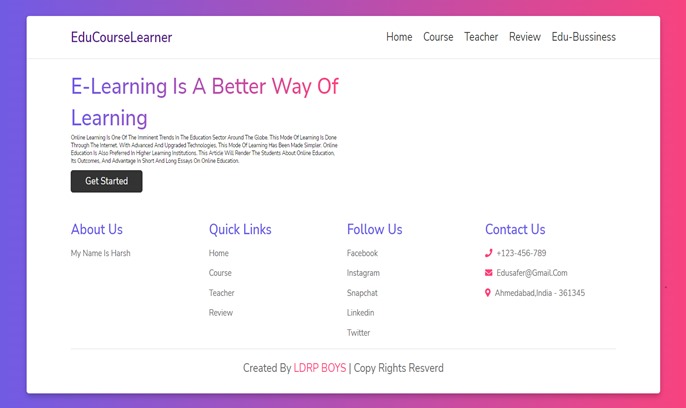 EduCourseLearner
Home Course Teacher Review Edu-Bussiness
E-Learning Is A Better Way Of
Learning
Online Learning Is One Of The Imminent Trends In The Education Sector Around The Globe. This Mode Of Learning Is Done
Through The Internet. With Advanced And Upgraded Technologies, This Mode Of Learning Has Been Made Simpler. Online
Education Is Also Preferred In Higher Learning Institutions. This Article Will Render The Students About Online Education,
Its Outcomes, And Advantage In Short And Long Essays On Online Education.
Get Started
About Us
My Name Is Harsh
Quick Links
Home
Course
Teacher
Review
Follow Us
Facebook
Instagram
Snapchat
Linkedin
Twitter
Contact Us
+123-456-789
Edusafer@Gmail.Com
Ahmedabad,India - 361345
Created By LDRP BOYS | Copy Rights Resverd